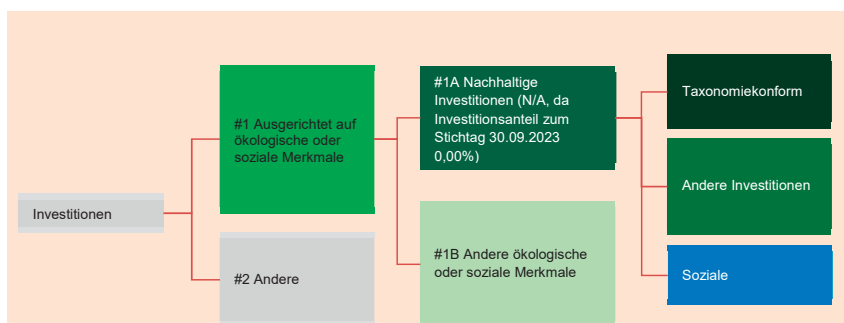 Investitionen
#1 Ausgerichtet auf
ökologische oder
soziale Merkmale
#2 Andere
#1A Nachhaltige
Investitionen (N/A, da
Investitionsanteil zum
Stichtag 30.09.2023
0,00%)
#1B Andere ökologische
oder soziale Merkmale
Taxonomiekonform
Andere Investitionen
Soziale